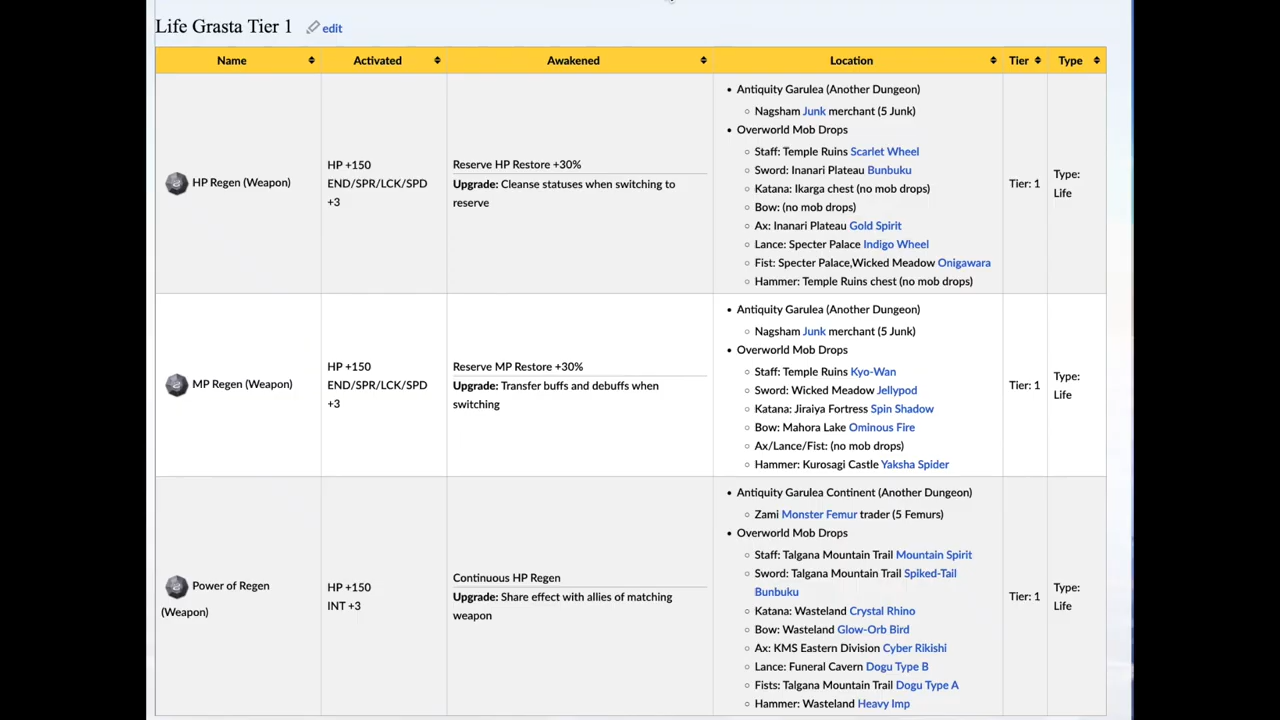 Life Grasta Tier 1 edit
Name Activated Awakened Location Tier Type
HP Regen (Weapon)
HP +150
END/SPR/LCK/SPD
+3
Reserve HP Restore +30%
Upgrade: Cleanse statuses when switching to
reserve
Antiquity Garulea (Another Dungeon)
Nagsham Junk merchant (5 Junk)
Overworld Mob Drops
Staff: Temple Ruins Scarlet Wheel
Sword: Inanari Plateau Bunbuku
Katana: Ikarga chest (no mob drops)
Bow: (no mob drops)
Ax: Inanari Plateau Gold Spirit
Lance: Specter Palace Indigo Wheel
Fist: Specter Palace,Wicked Meadow Onigawara
Hammer: Temple Ruins chest (no mob drops)
Tier: 1
Type:
Life
MP Regen (Weapon)
HP +150
END/SPR/LCK/SPD
+3
Reserve MP Restore +30%
Upgrade: Transfer buffs and debuffs when
switching
Antiquity Garulea (Another Dungeon)
Nagsham Junk merchant (5 Junk)
Overworld Mob Drops
Staff: Temple Ruins Kyo-Wan
Sword: Wicked Meadow Jellypod
Katana: Jiraiya Fortress Spin Shadow
Bow: Mahora Lake Ominous Fire
Ax/Lance/Fist: (no mob drops)
Hammer: Kurosagi Castle Yaksha Spider
Tier: 1
Type:
Life
Power of Regen
(Weapon)
HP +150
INT +3
Continuous HP Regen
Upgrade: Share effect with allies of matching
weapon
Antiquity Garulea Continent (Another Dungeon)
Zami Monster Femur trader (5 Femurs)
Overworld Mob Drops
Staff: Talgana Mountain Trail Mountain Spirit
Sword: Talgana Mountain Trail Spiked-Tail
Bunbuku
Katana: Wasteland Crystal Rhino
Bow: Wasteland Glow-Orb Bird
Ax: KMS Eastern Division Cyber Rikishi
Lance: Funeral Cavern Dogu Type B
Fists: Talgana Mountain Trail Dogu Type A
Hammer: Wasteland Heavy Imp
Tier: 1
Type:
Life